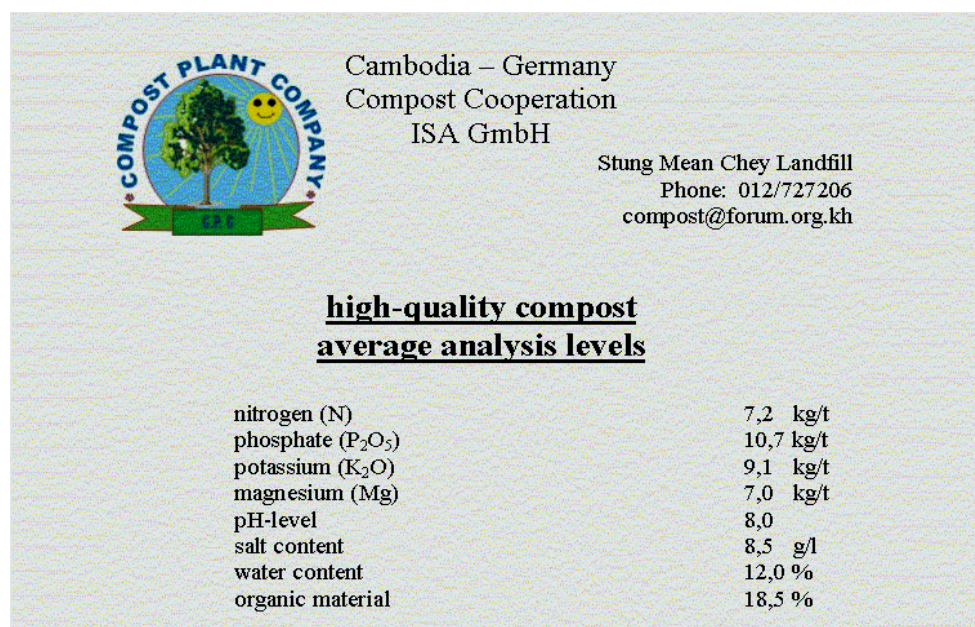 COMPOST PLANT COMPANY
C.P.C
Cambodia – Germany
Compost Cooperation
ISA GmbH
Stung Mean Chey Landfill
Phone: 012/727206
compost@forum.org.kh
high-quality compost
average analysis levels
nitrogen (N) 7,2 kg/t
phosphate (P₂O₅) 10,7 kg/t
potassium (K₂O) 9,1 kg/t
magnesium (Mg) 7,0 kg/t
pH-level 8,0
salt content 8,5 g/l
water content 12,0 %
organic material 18,5 %